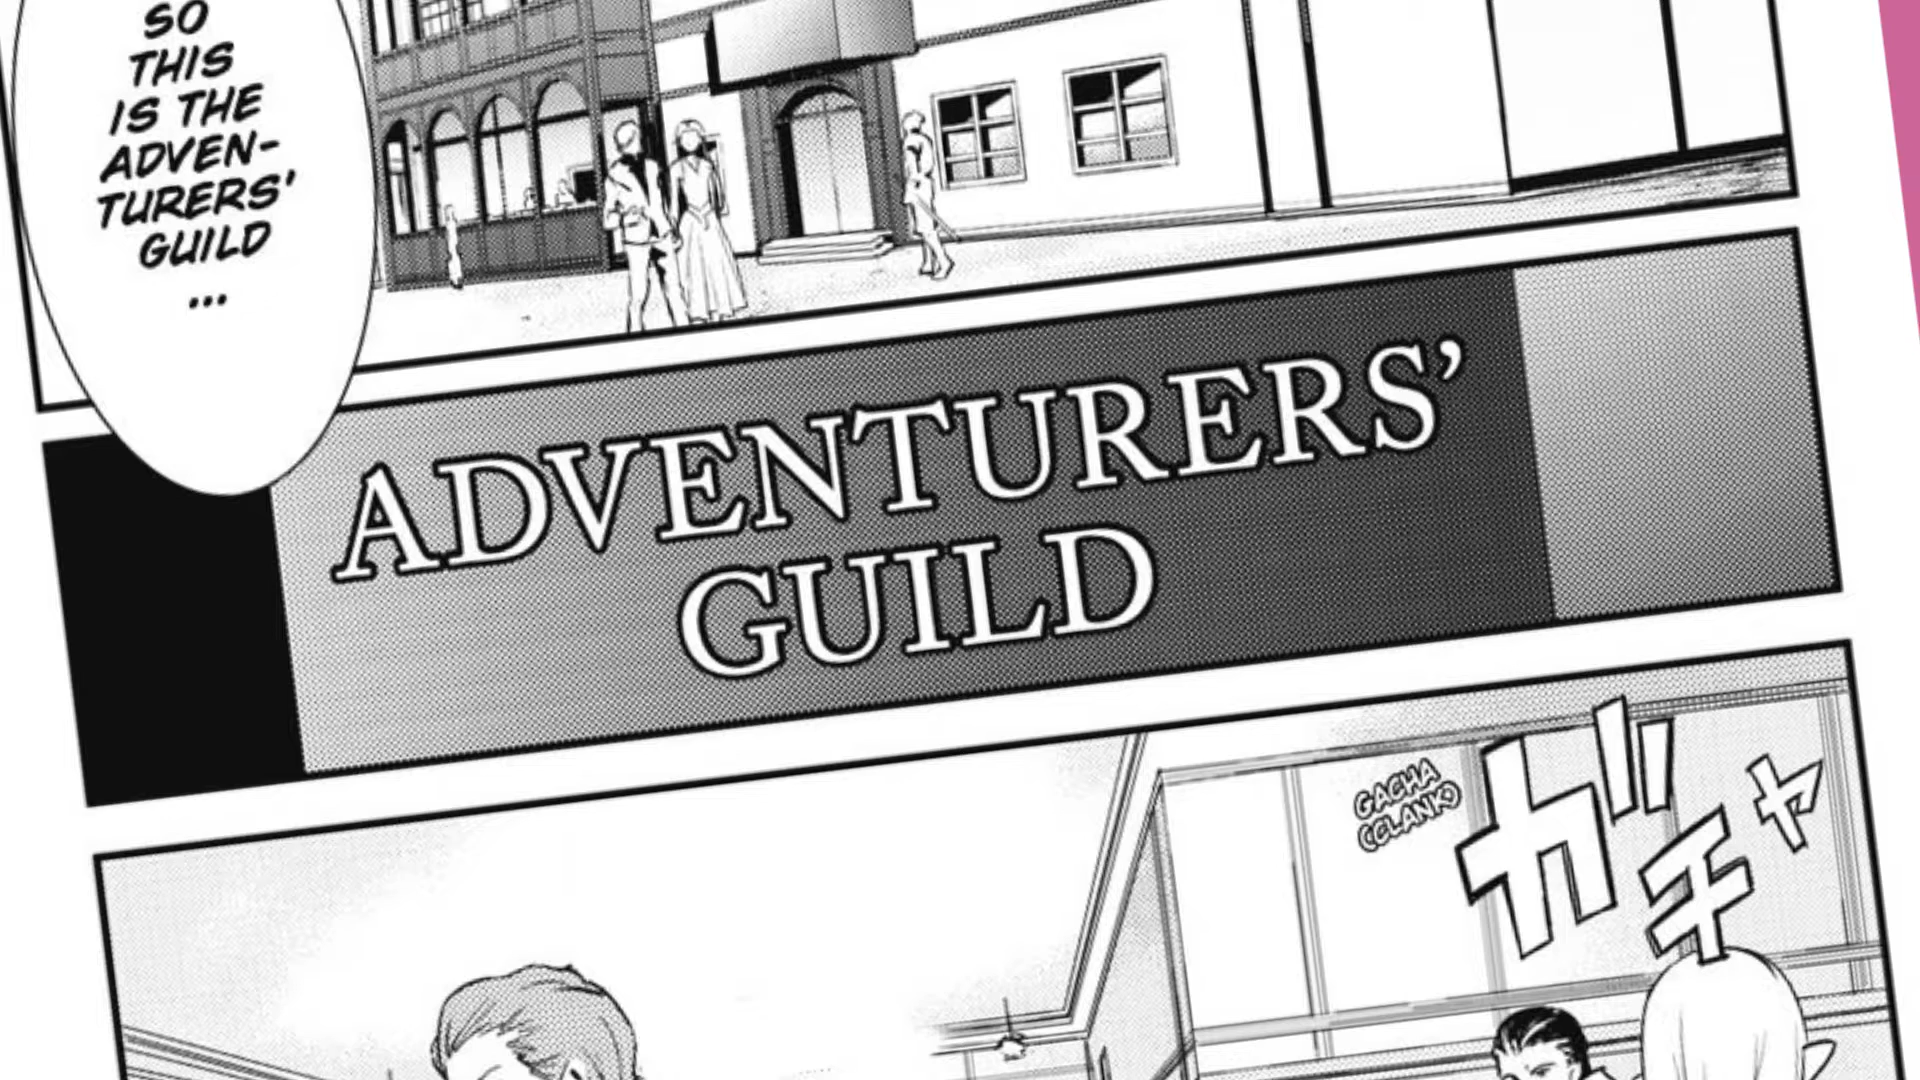 SO
THIS
IS THE
ADVEN-
TURERS'
GUILD
...
ADVENTURERS'
GUILD
ガチャ
GACHA
(CLANK)